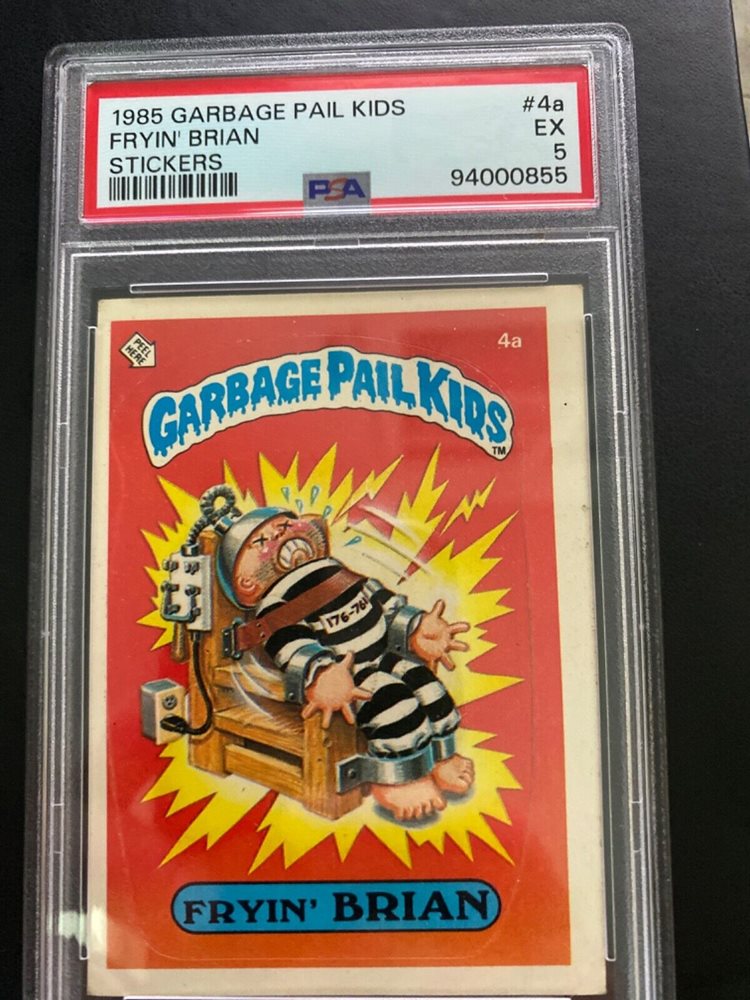 1985 GARBAGE PAIL KIDS #4a
FRYIN' BRIAN EX
STICKERS 5
PSA 94000855
PEEL HERE
4a
GARBAGE PAIL KIDS
TM
176-761
FRYIN' BRIAN